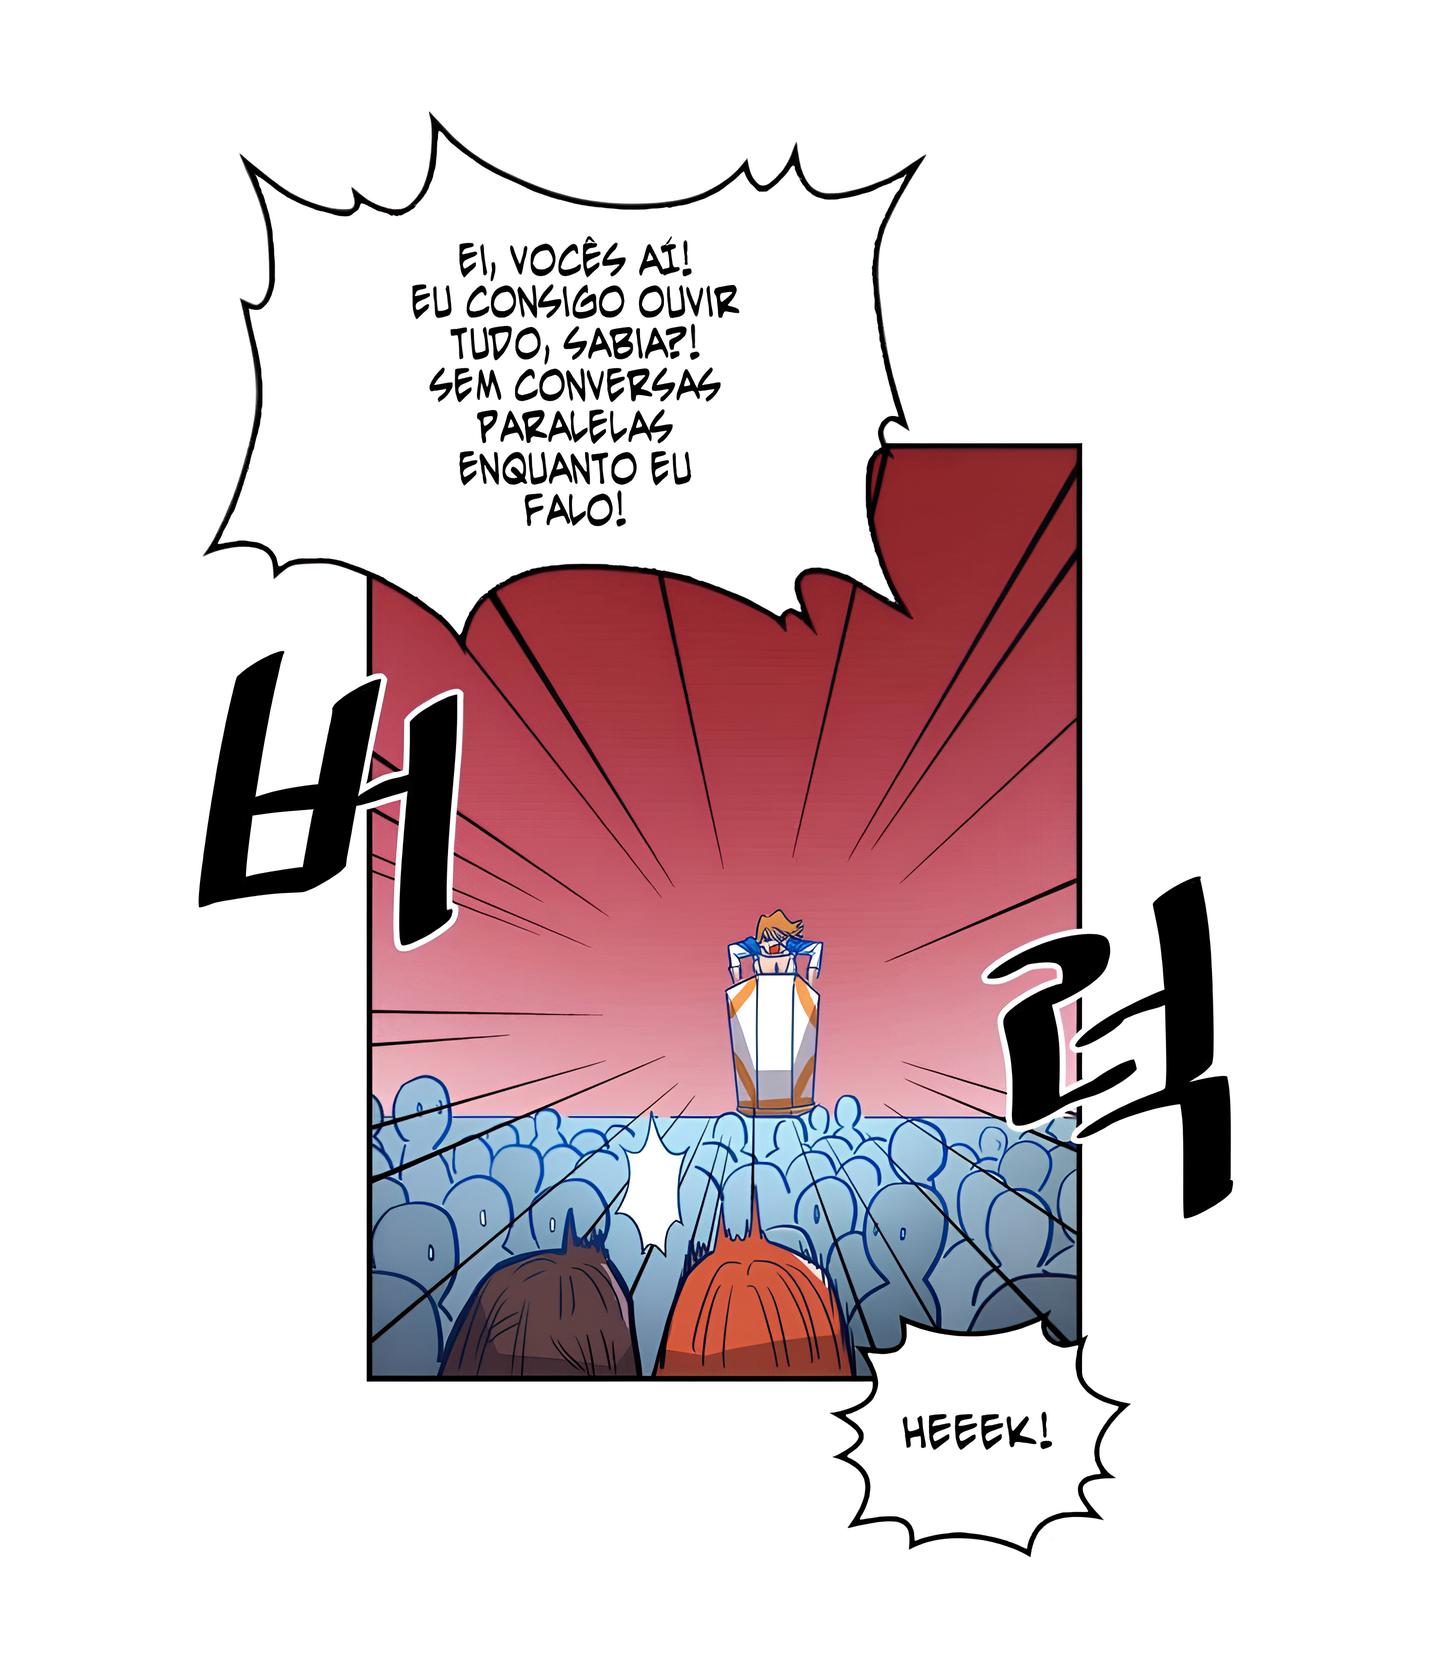 EI, VOCÊS AÍ!
EU CONSIGO OUVIR
TUDO, SABIA?!
SEM CONVERSAS
PARALELAS
ENQUANTO EU
FALO!
버
럭
HEEEK!